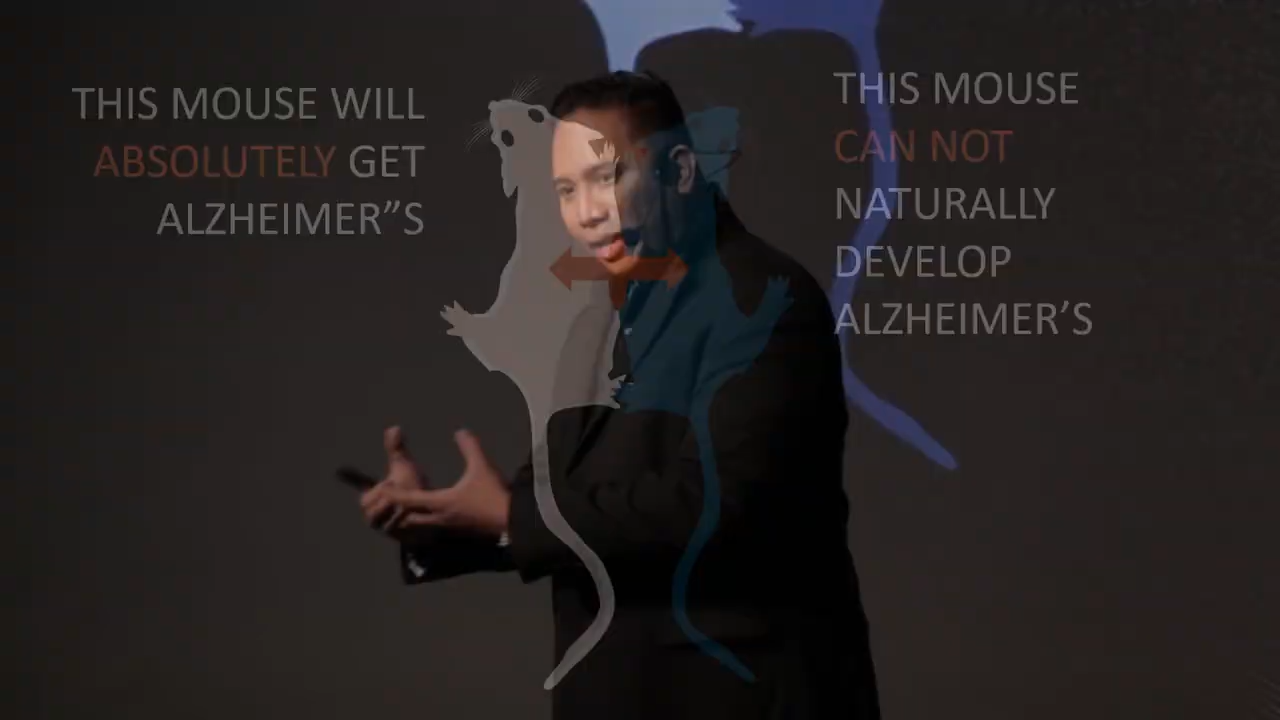 THIS MOUSE WILL
ABSOLUTELY GET
ALZHEIMER”S
THIS MOUSE
CAN NOT
NATURALLY
DEVELOP
ALZHEIMER’S